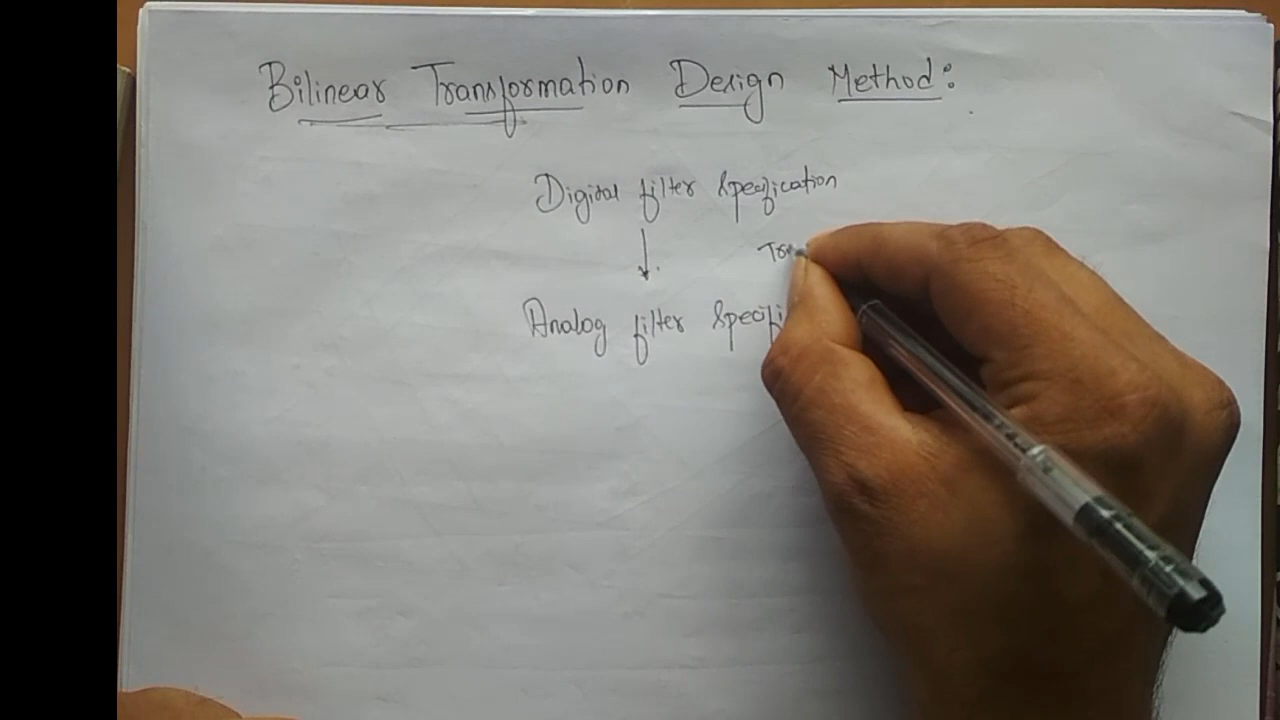 Bilinear Transformation Design Method:
Digital filter Specification
Analog filter